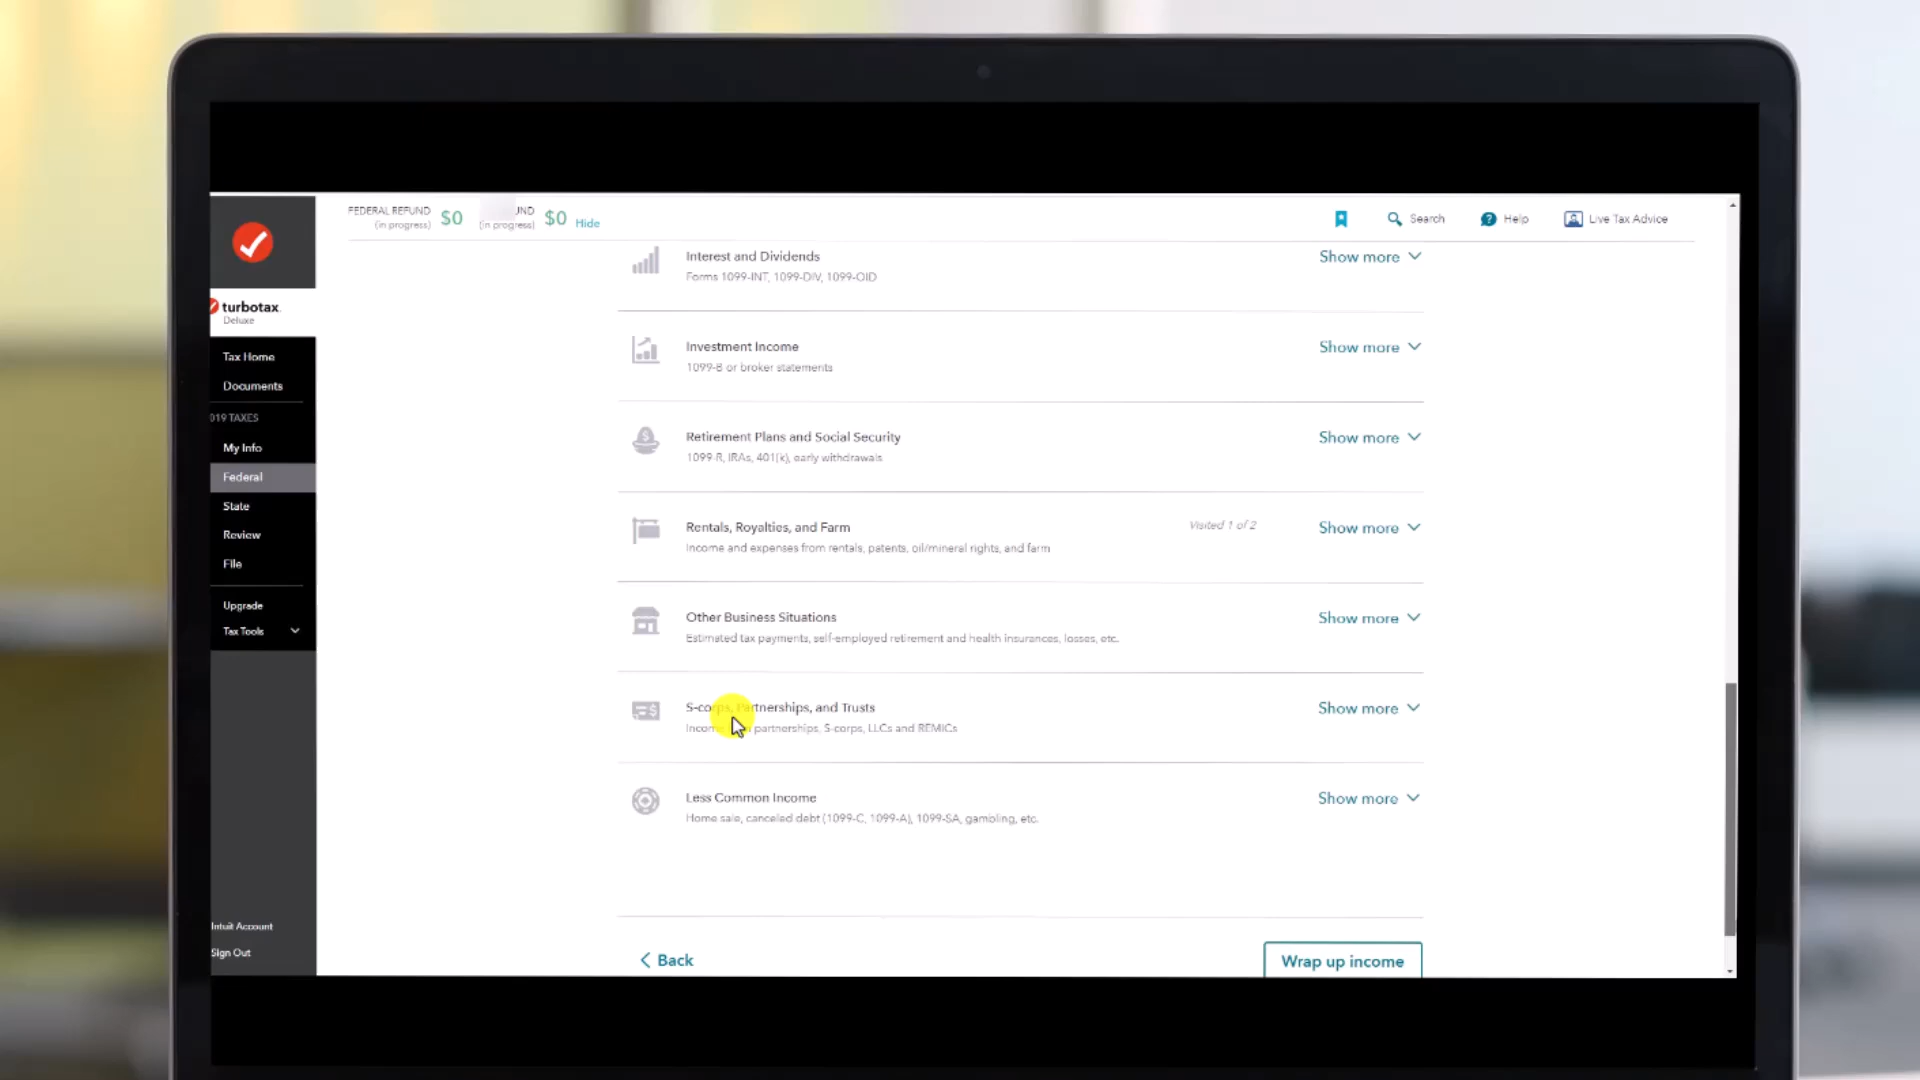 FEDERAL REFUND
(in progress)
$0
UND
(in progress)
$0
Hide
Search
Help
Live Tax Advice
turbotax.
Deluxe
Tax Home
Documents
019 TAXES
My Info
Federal
State
Review
File
Upgrade
Tax Tools
Intuit Account
Sign Out
Interest and Dividends
Forms 1099-INT, 1099-DIV, 1099-OID
Show more
Investment Income
1099-B or broker statements
Show more
Retirement Plans and Social Security
1099-R, IRAs, 401(k), early withdrawals
Show more
Rentals, Royalties, and Farm
Income and expenses from rentals, patents, oil/mineral rights, and farm
Visited 1 of 2
Show more
Other Business Situations
Estimated tax payments, self-employed retirement and health insurances, losses, etc.
Show more
S-corps, Partnerships, and Trusts
Income partnerships, S-corps, LLCs and REMICs
Show more
Less Common Income
Home sale, canceled debt (1099-C, 1099-A), 1099-SA, gambling, etc.
Show more
Back
Wrap up income